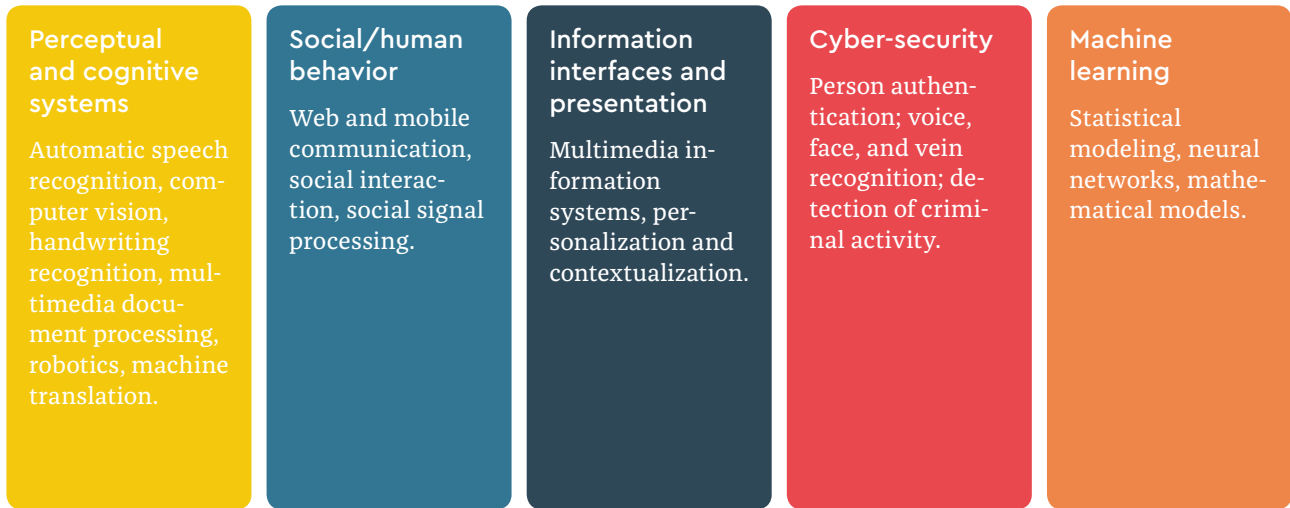 Perceptual
and cognitive
systems
Automatic speech
recognition, com-
puter vision,
handwriting
recognition, mul-
timedia docu-
ment processing,
robotics, machine
translation.
Social/human
behavior
Web and mobile
communication,
social interac-
tion, social signal
processing.
Information
interfaces and
presentation
Multimedia in-
formation
systems, per-
sonalization and
contextualization.
Cyber-security
Person authen-
tication; voice,
face, and vein
recognition; de-
tection of crimi-
nal activity.
Machine
learning
Statistical
modeling, neural
networks, mathe-
matical models.